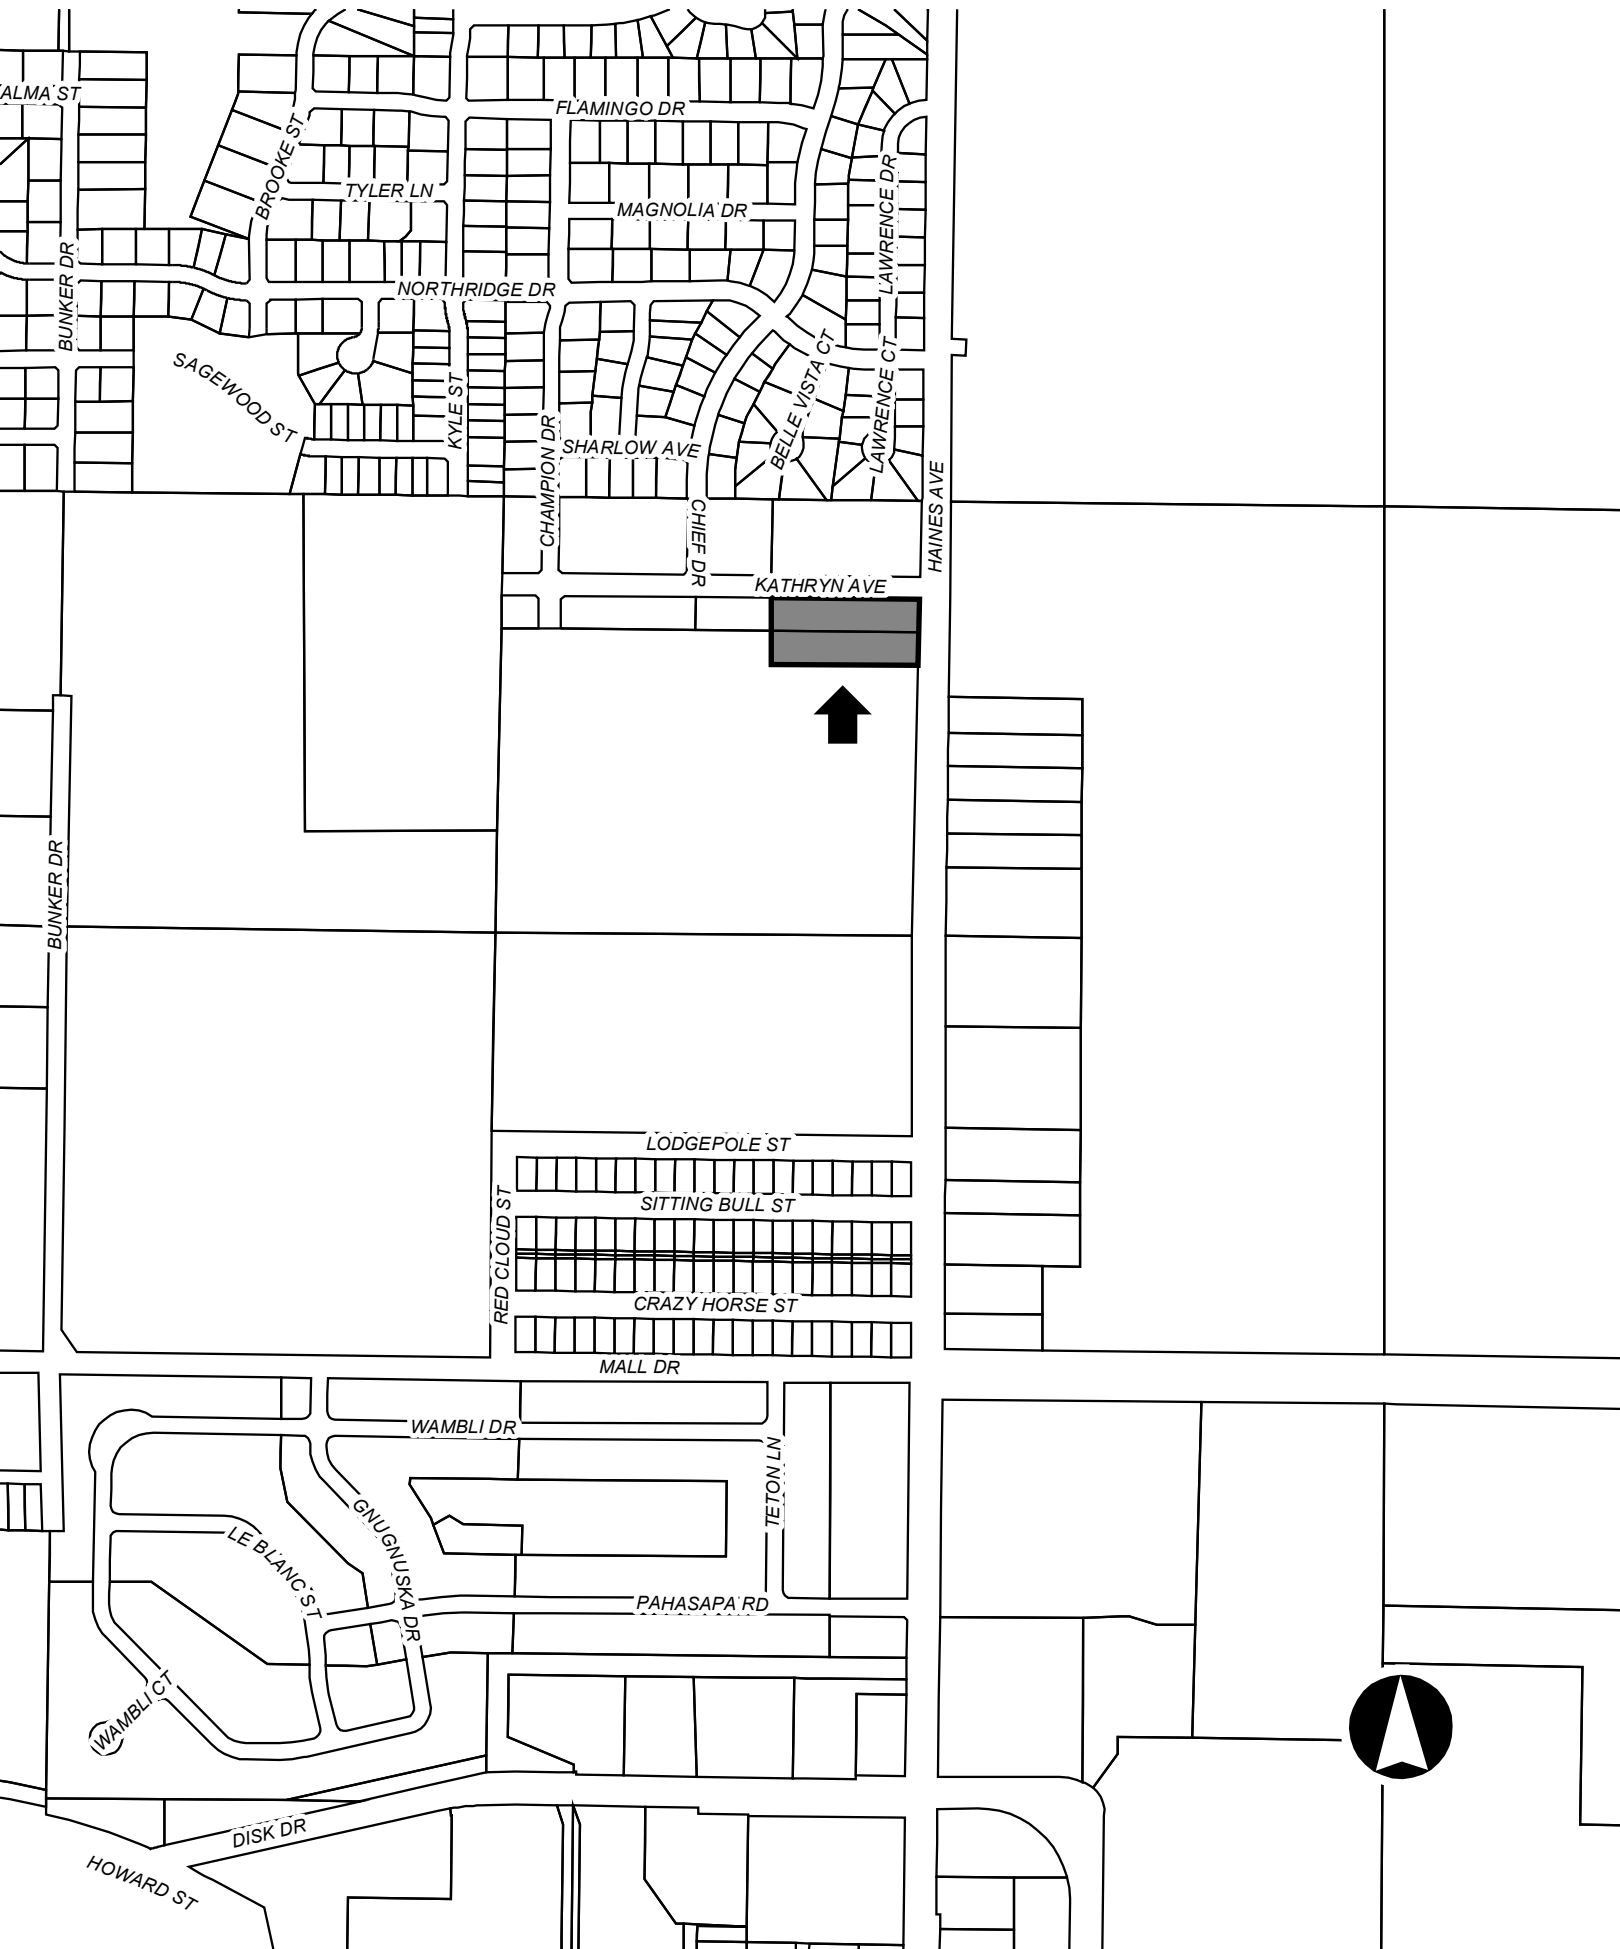 ALMA ST
FLAMINGO DR
BROOKE ST
TYLER LN
MAGNOLIA DR
LAWRENCE DR
BUNKER DR
NORTHRIDGE DR
SAGEWOOD ST
KYLE ST
BELLE VISTA CT
LAWRENCE CT
CHAMPION DR
SHARLOW AVE
CHIEF DR
HAINES AVE
KATHRYN AVE
BUNKER DR
LODGEPOLE ST
SITTING BULL ST
RED CLOUD ST
CRAZY HORSE ST
MALL DR
WAMBLI DR
TETON LN
GNUGNUSKA DR
LE BLANC ST
PAHASAPA RD
WAMBLI CT
DISK DR
HOWARD ST